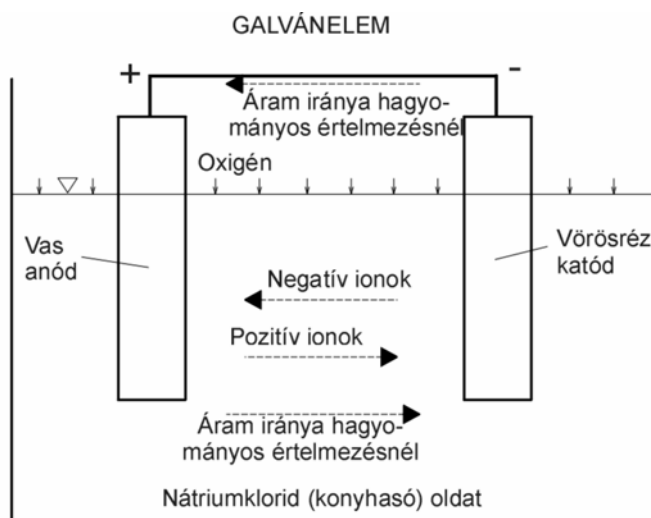 GALVÁNELEM
+
-
Áram iránya hagyo-
mányos értelmezésnél
Oxigén
Vas
anód
Vörösréz
katód
Negatív ionok
Pozitív ionok
Áram iránya hagyo-
mányos értelmezésnél
Nátriumklorid (konyhasó) oldat